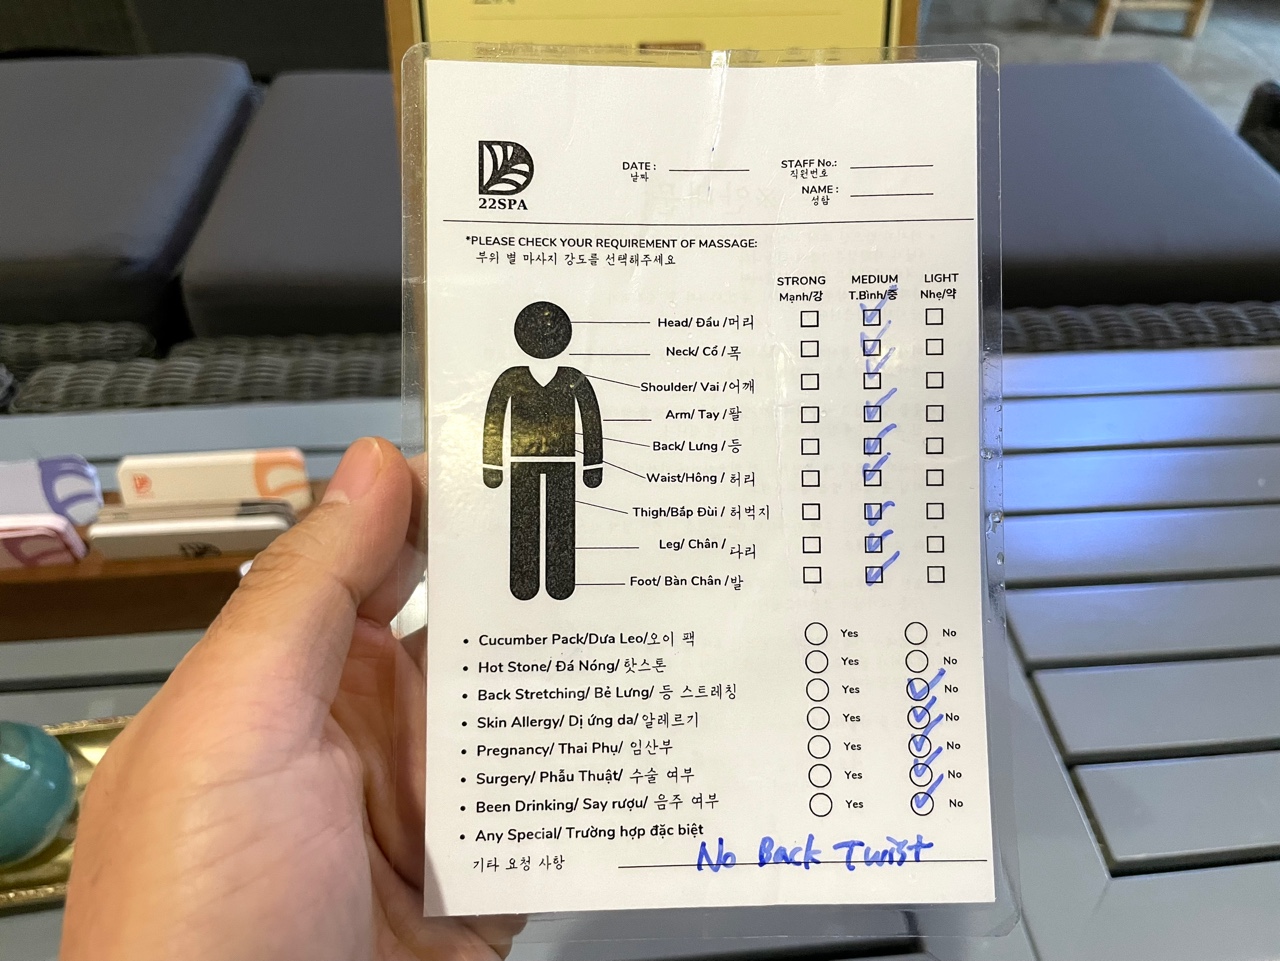 22SPA
DATE :
날짜
STAFF No.:
직원번호
NAME :
성함
*PLEASE CHECK YOUR REQUIREMENT OF MASSAGE:
부위 별 마사지 강도를 선택해주세요
STRONG MEDIUM LIGHT
Mạnh/강 T.Bình/중 Nhẹ/약
Head/ Đầu /머리
Neck/ Cổ /목
Shoulder/ Vai /어깨
Arm/ Tay /팔
Back/ Lưng /등
Waist/Hông / 허리
Thigh/Bắp Đùi / 허벅지
Leg/ Chân / 다리
Foot/ Bàn Chân /발
• Cucumber Pack/Dưa Leo/오이 팩 Yes No
• Hot Stone/ Đá Nóng/ 핫스톤 Yes No
• Back Stretching/ Bẻ Lưng/ 등 스트레칭 Yes No
• Skin Allergy/ Dị ứng da/ 알레르기 Yes No
• Pregnancy/ Thai Phụ/ 임산부 Yes No
• Surgery/ Phẫu Thuật/ 수술 여부 Yes No
• Been Drinking/ Say rượu/ 음주 여부 Yes No
• Any Special/ Trường hợp đặc biệt
기타 요청 사항 No Back Twist